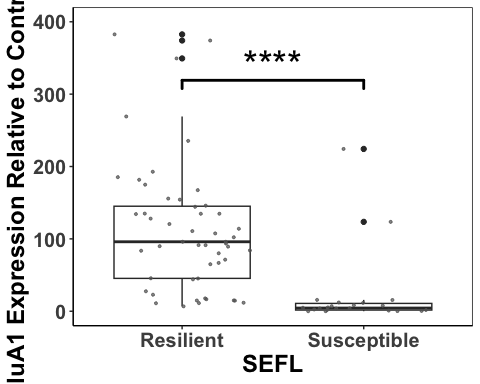 luA1 Expression Relative to Contr
400
300
200
100
0
****
Resilient
Susceptible
SEFL